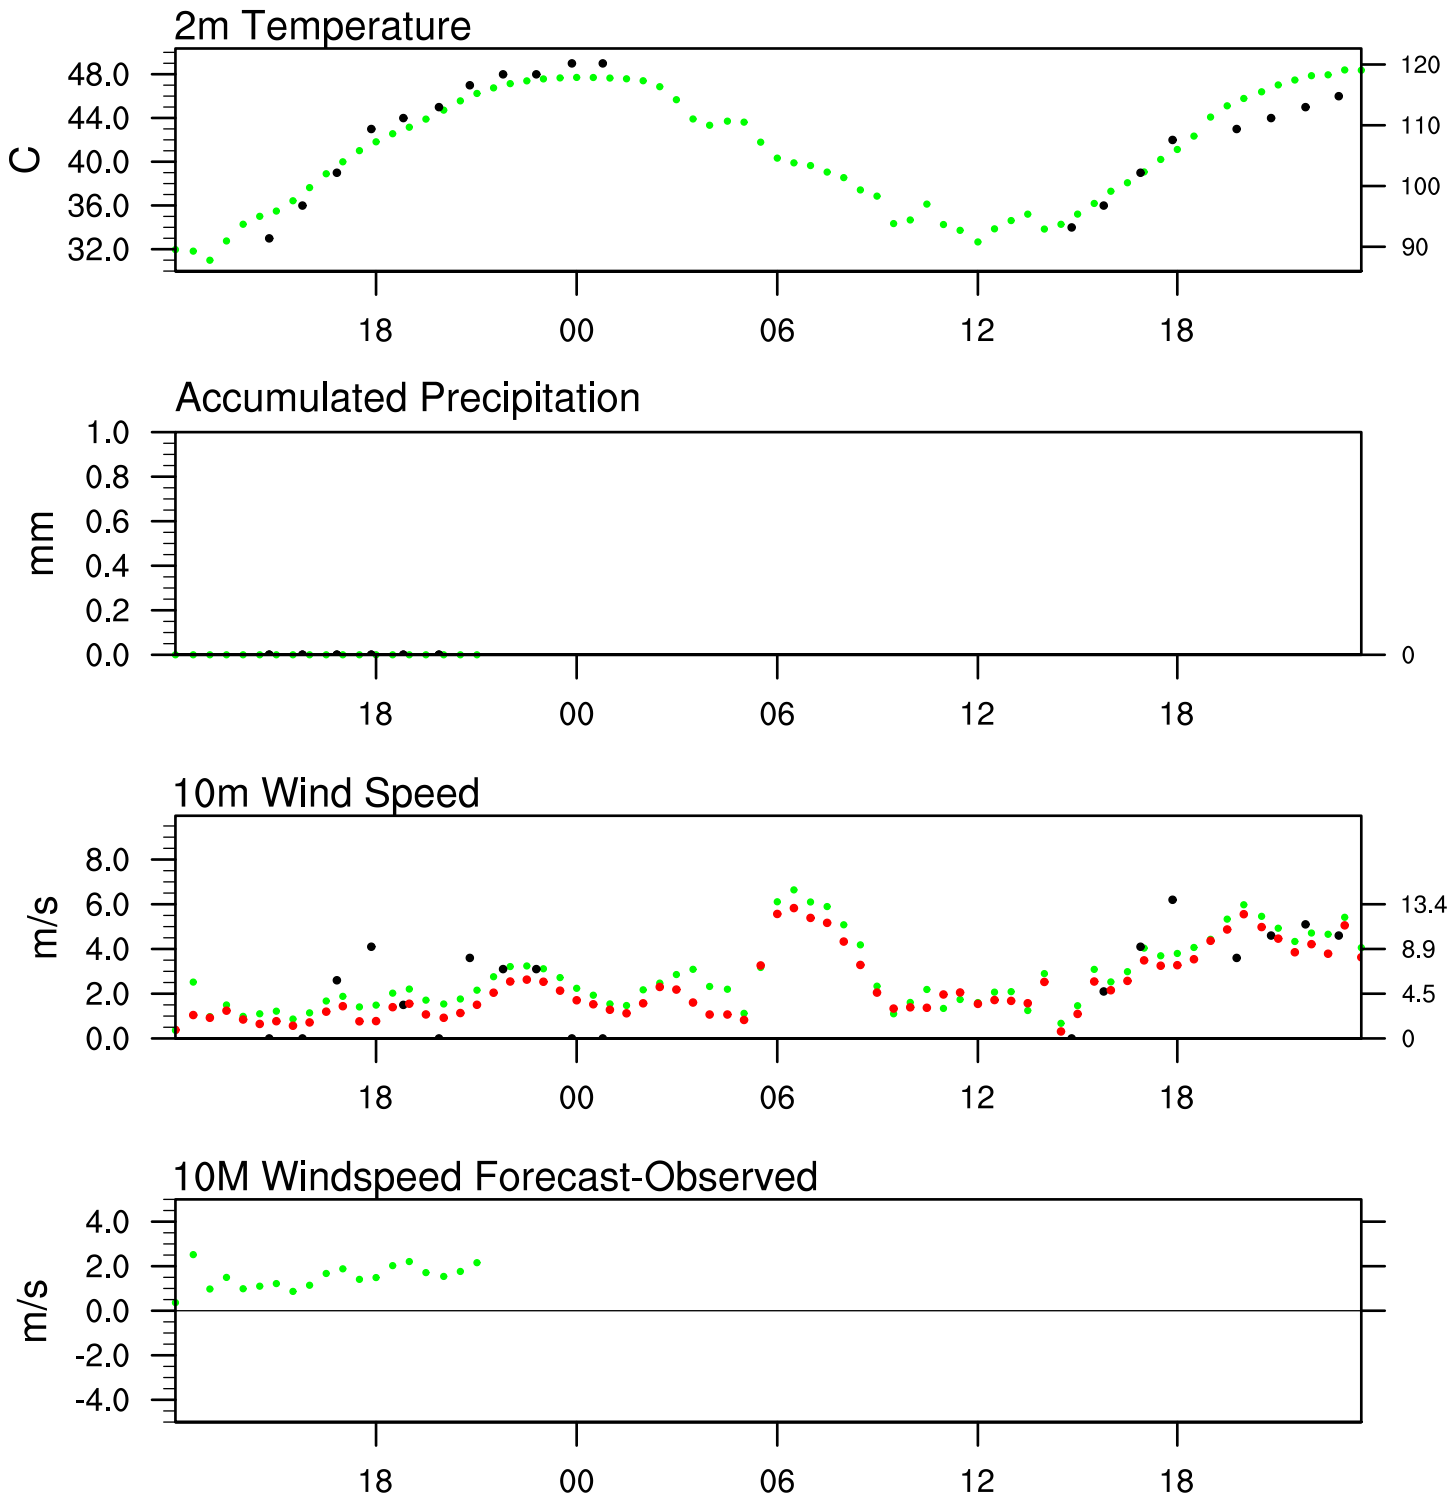 2m Temperature
48.0
44.0
40.0
36.0
32.0
C
120
110
100
90
18 00 06 12 18
Accumulated Precipitation
1.0
0.8
0.6
0.4
0.2
0.0
mm
0
18 00 06 12 18
10m Wind Speed
8.0
6.0
4.0
2.0
0.0
m/s
13.4
8.9
4.5
0
18 00 06 12 18
10M Windspeed Forecast-Observed
4.0
2.0
0.0
-2.0
-4.0
m/s
18 00 06 12 18